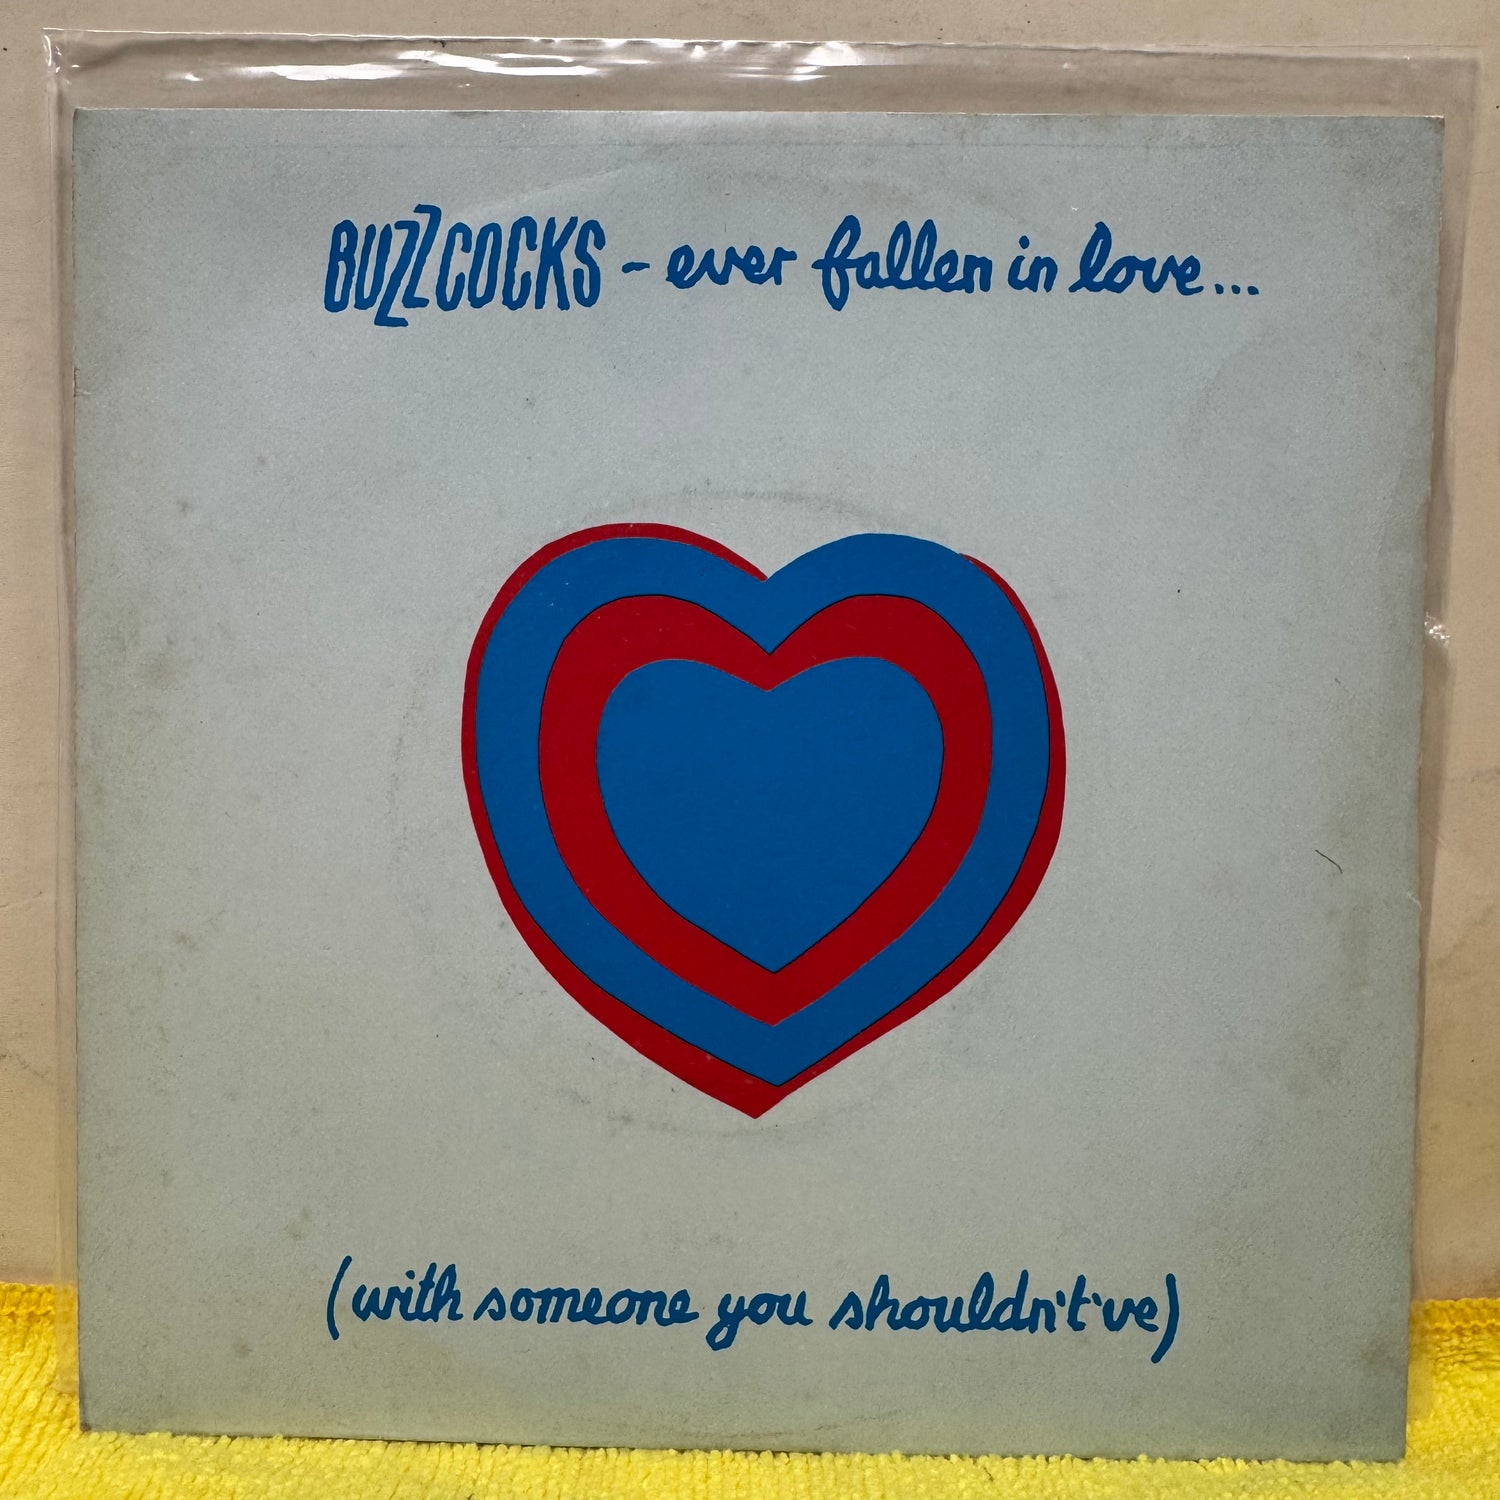 BUZZCOCKS - ever fallen in love...
(with someone you shouldn't've)